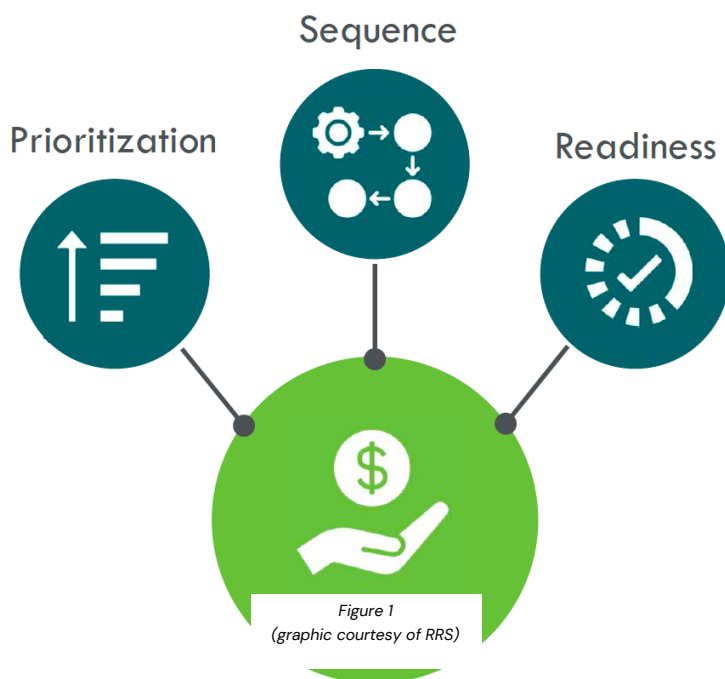 Sequence
Prioritization
Readiness
$
Figure 1
(graphic courtesy of RRS)